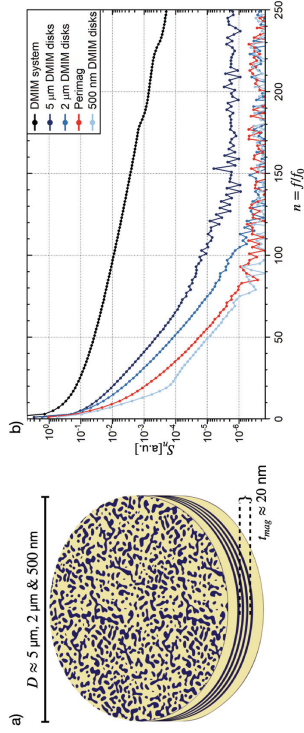 a)
D ≈ 5 μm, 2 μm & 500 nm
t_mag ≈ 20 nm
b)
DMIM system
5 μm DMIM disks
2 μm DMIM disks
Perimag
500 nm DMIM disks
S_n [a.u.]
10^0
10^-1
10^-2
10^-3
10^-4
10^-5
10^-6
0 50 100 150 200 250
n = f/f_0